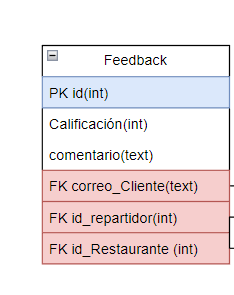 Feedback
PK id(int)
Calificación(int)
comentario(text)
FK correo_Cliente(text)
FK id_repartidor(int)
FK id_Restaurante (int)